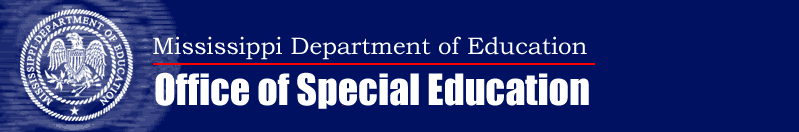 MISSISSIPPI DEPARTMENT OF EDUCATION
Mississippi Department of Education
Office of Special Education